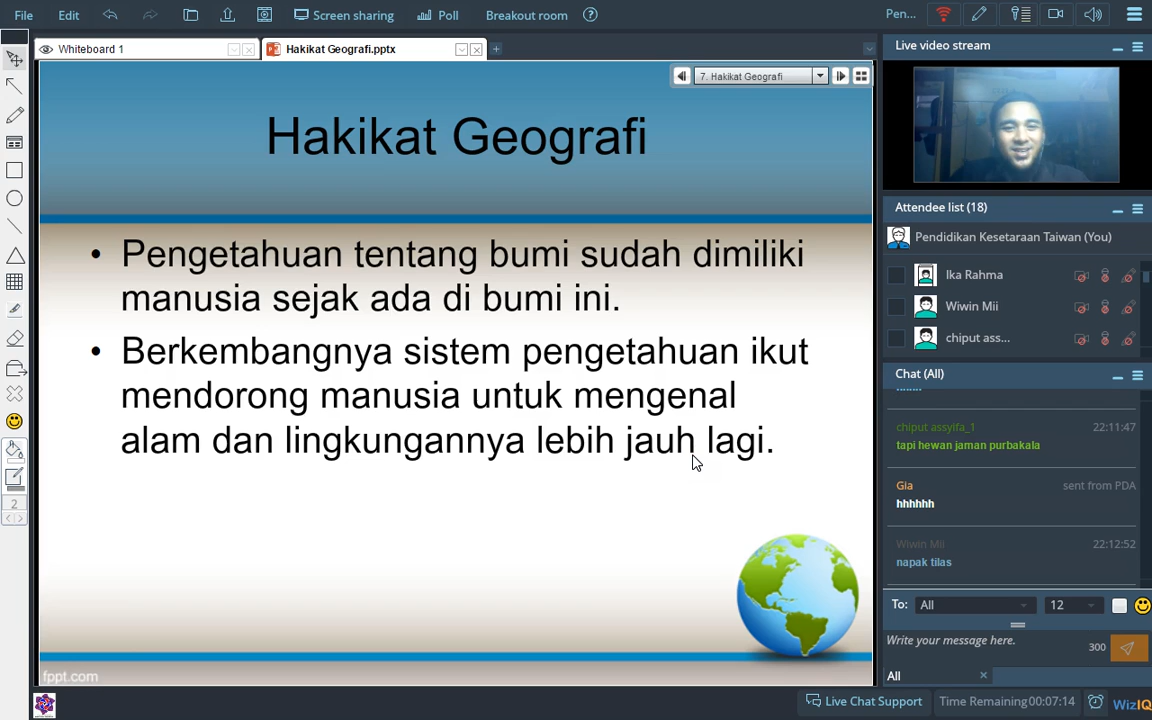 File Edit Screen sharing Poll Breakout room Pen...
Whiteboard 1 Hakikat Geografi.pptx
7. Hakikat Geografi
Hakikat Geografi
• Pengetahuan tentang bumi sudah dimiliki
manusia sejak ada di bumi ini.
• Berkembangnya sistem pengetahuan ikut
mendorong manusia untuk mengenal
alam dan lingkungannya lebih jauh lagi.
fppt.com
2
Live video stream
Attendee list (18)
Pendidikan Kesetaraan Taiwan (You)
Ika Rahma
Wiwin Mii
chiput ass...
Chat (All)
chiput assyifa_1 22:11:47
tapi hewan jaman purbakala
Gla sent from PDA
hhhhhh
Wiwin Mii 22:12:52
napak tilas
To: All 12
Write your message here. 300
All
Live Chat Support Time Remaining 00:07:14 WizIQ